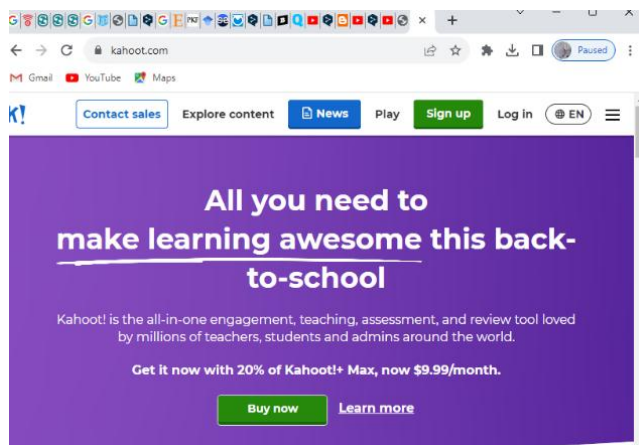 kahoot.com
Paused
Gmail YouTube Maps
K! Contact sales Explore content News Play Sign up Log in EN
All you need to
make learning awesome this back-
to-school
Kahoot! is the all-in-one engagement, teaching, assessment, and review tool loved
by millions of teachers, students and admins around the world.
Get it now with 20% of Kahoot!+ Max, now $9.99/month.
Buy now Learn more